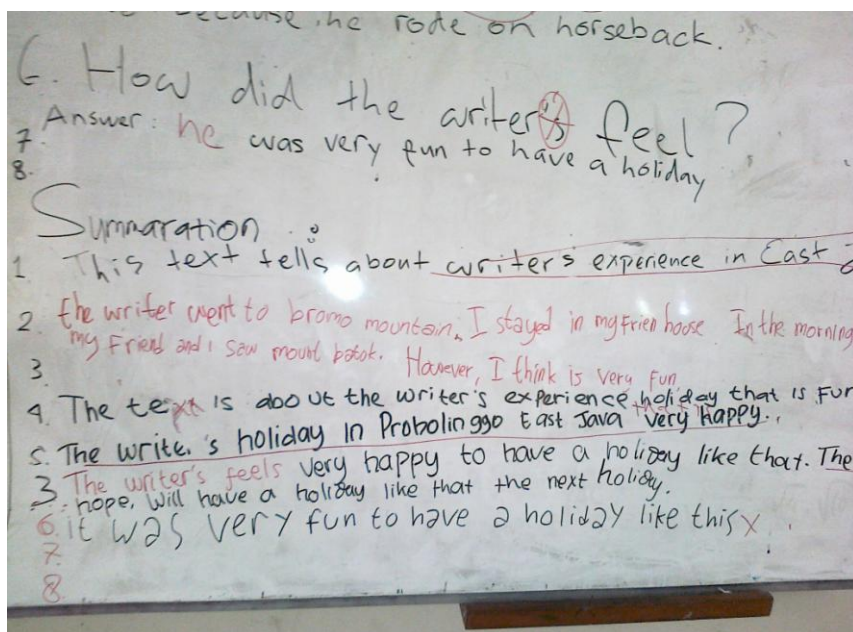 because he rode on horseback.
6. How did the writer's feel?
Answer: he was very fun to have a holiday
7.
8.
Summaration :
1. This text tells about writer's experience in East
2. the writer went to bromo mountain, I stayed in my frien hoose. In the morning
my Friend and I saw mount batok. However, I think is very fun
3.
4. The text is about the writer's experience holiday that is Fun
5. The write.'s holiday in Probolinggo East Java very happy..
3 The writer's feels very happy to have a holiday like that. The
hope, will have a holiday like that the next holiday.
6. it was very fun to have a holiday like this x
7.
8